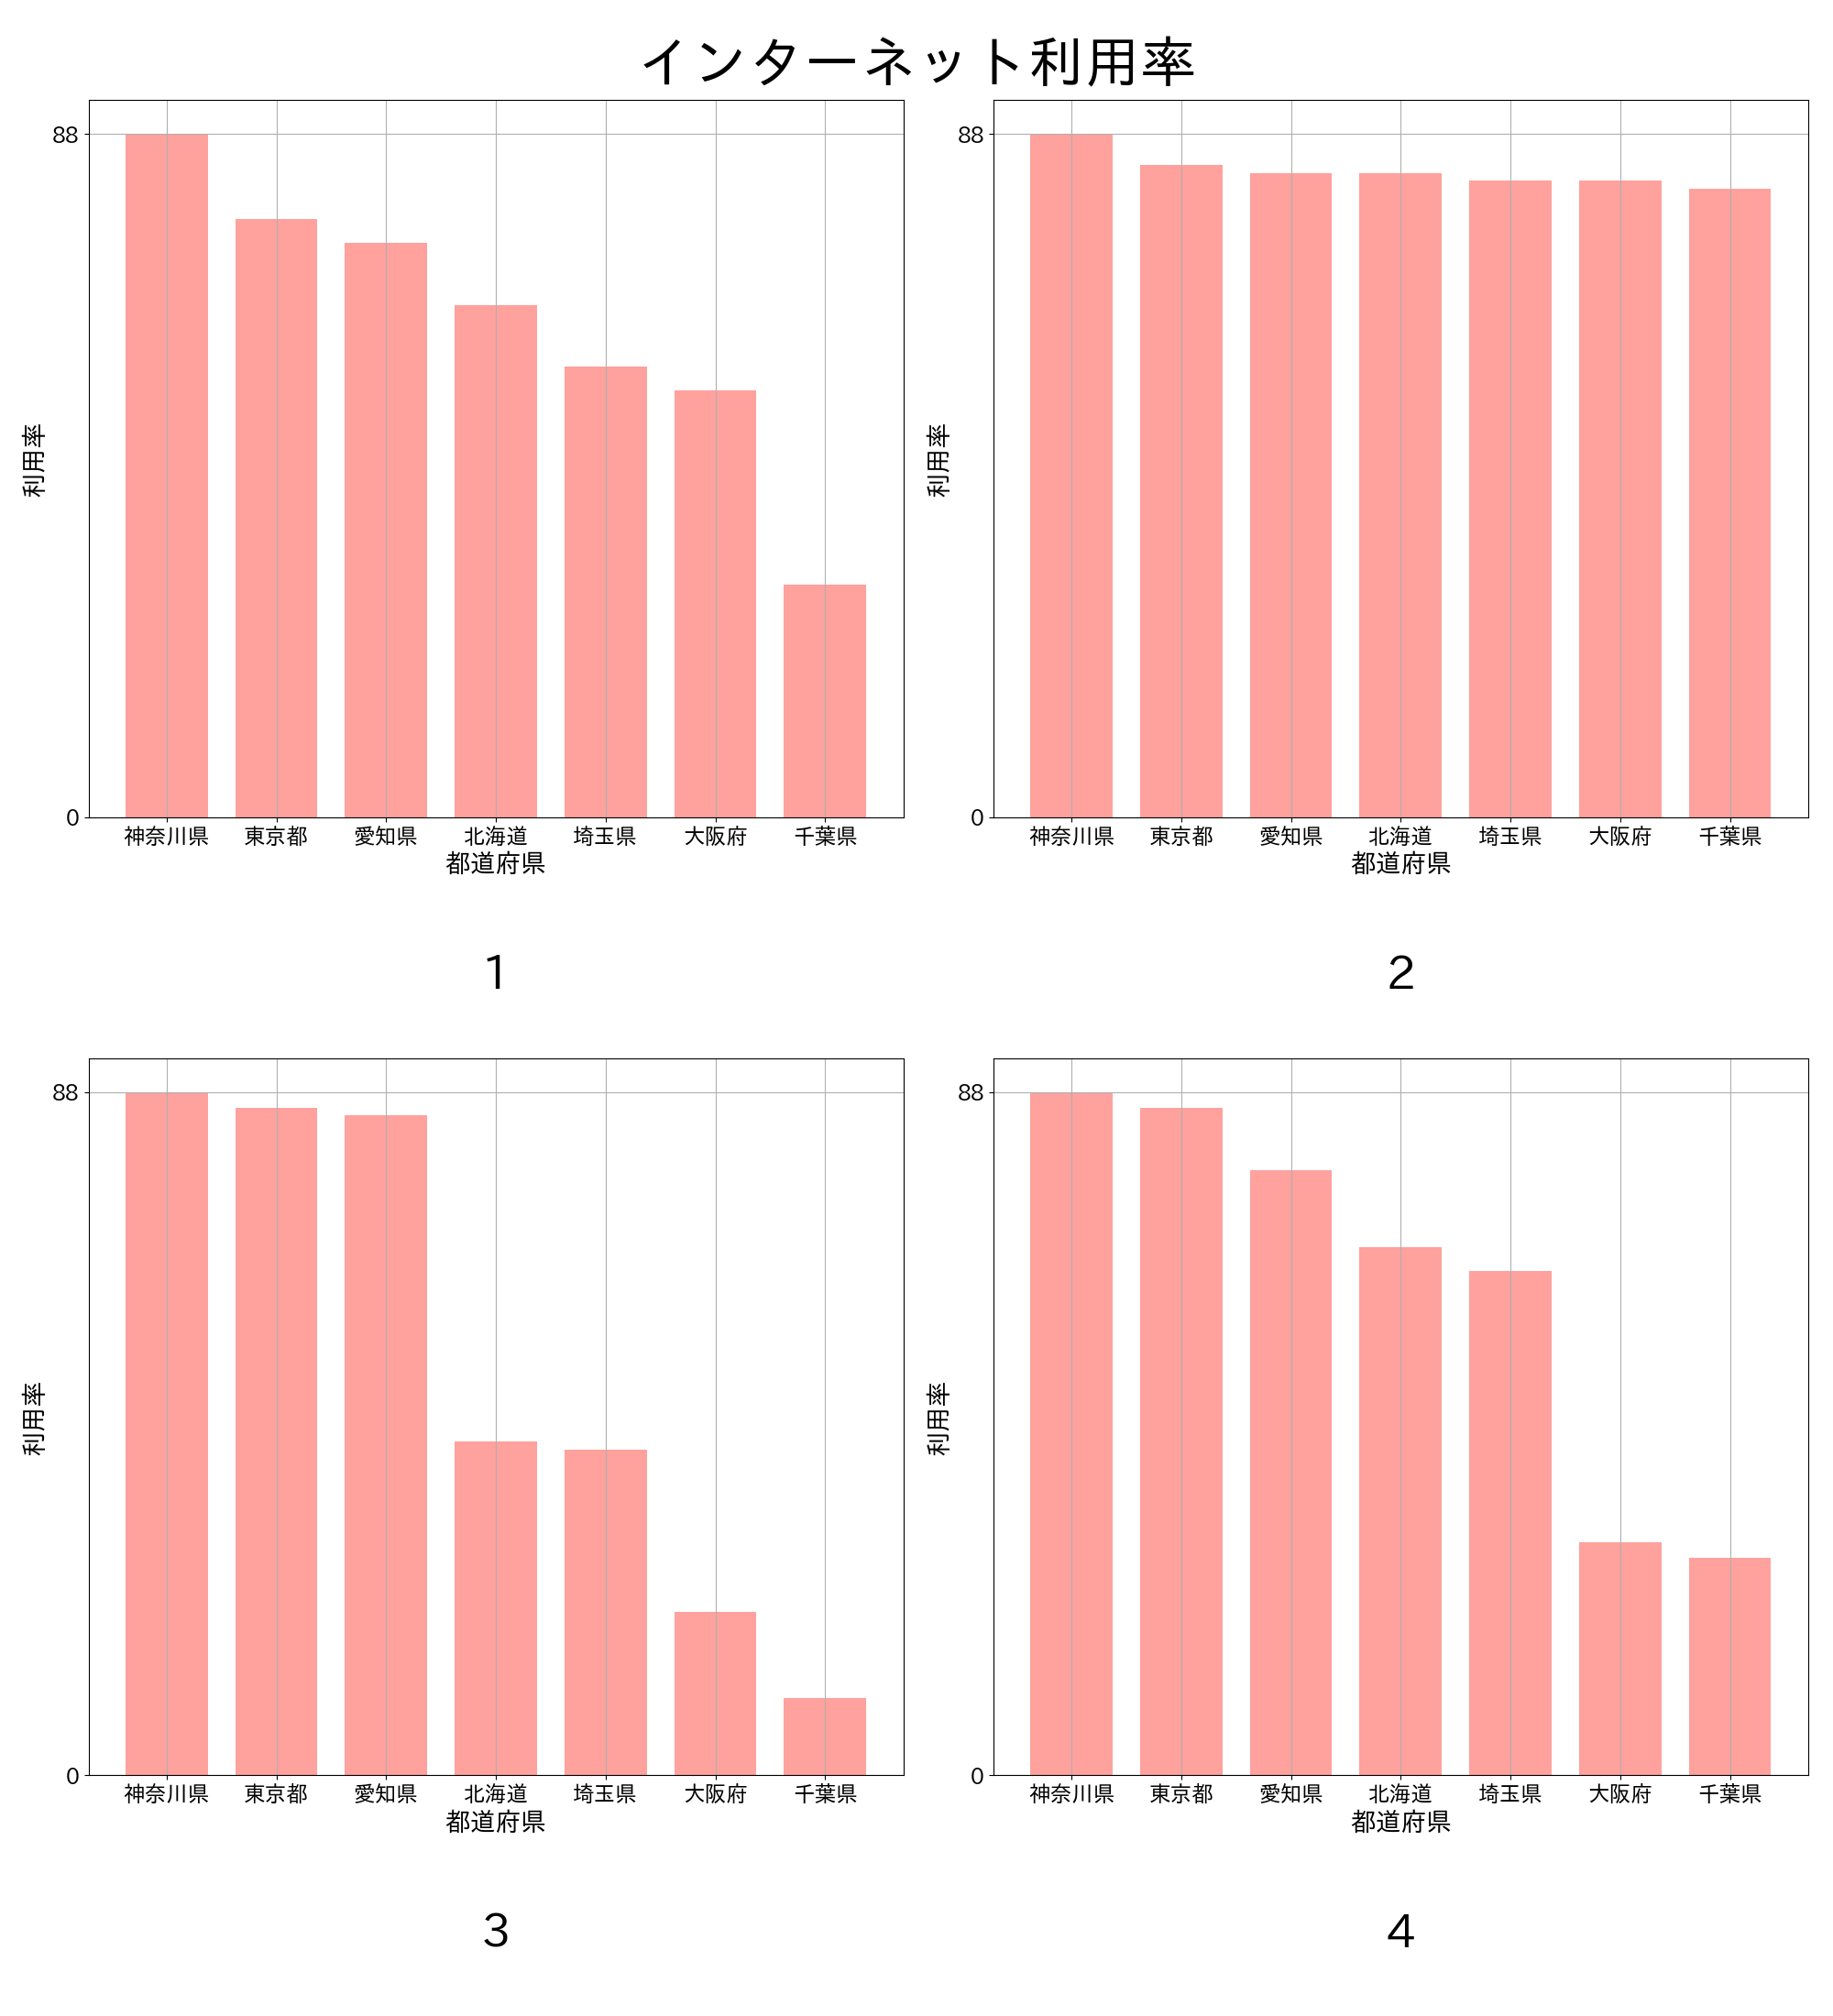 インターネット利用率
88
0
利用率
神奈川県 東京都 愛知県 北海道 埼玉県 大阪府 千葉県
都道府県
1
88
0
利用率
神奈川県 東京都 愛知県 北海道 埼玉県 大阪府 千葉県
都道府県
2
88
0
利用率
神奈川県 東京都 愛知県 北海道 埼玉県 大阪府 千葉県
都道府県
3
88
0
利用率
神奈川県 東京都 愛知県 北海道 埼玉県 大阪府 千葉県
都道府県
4